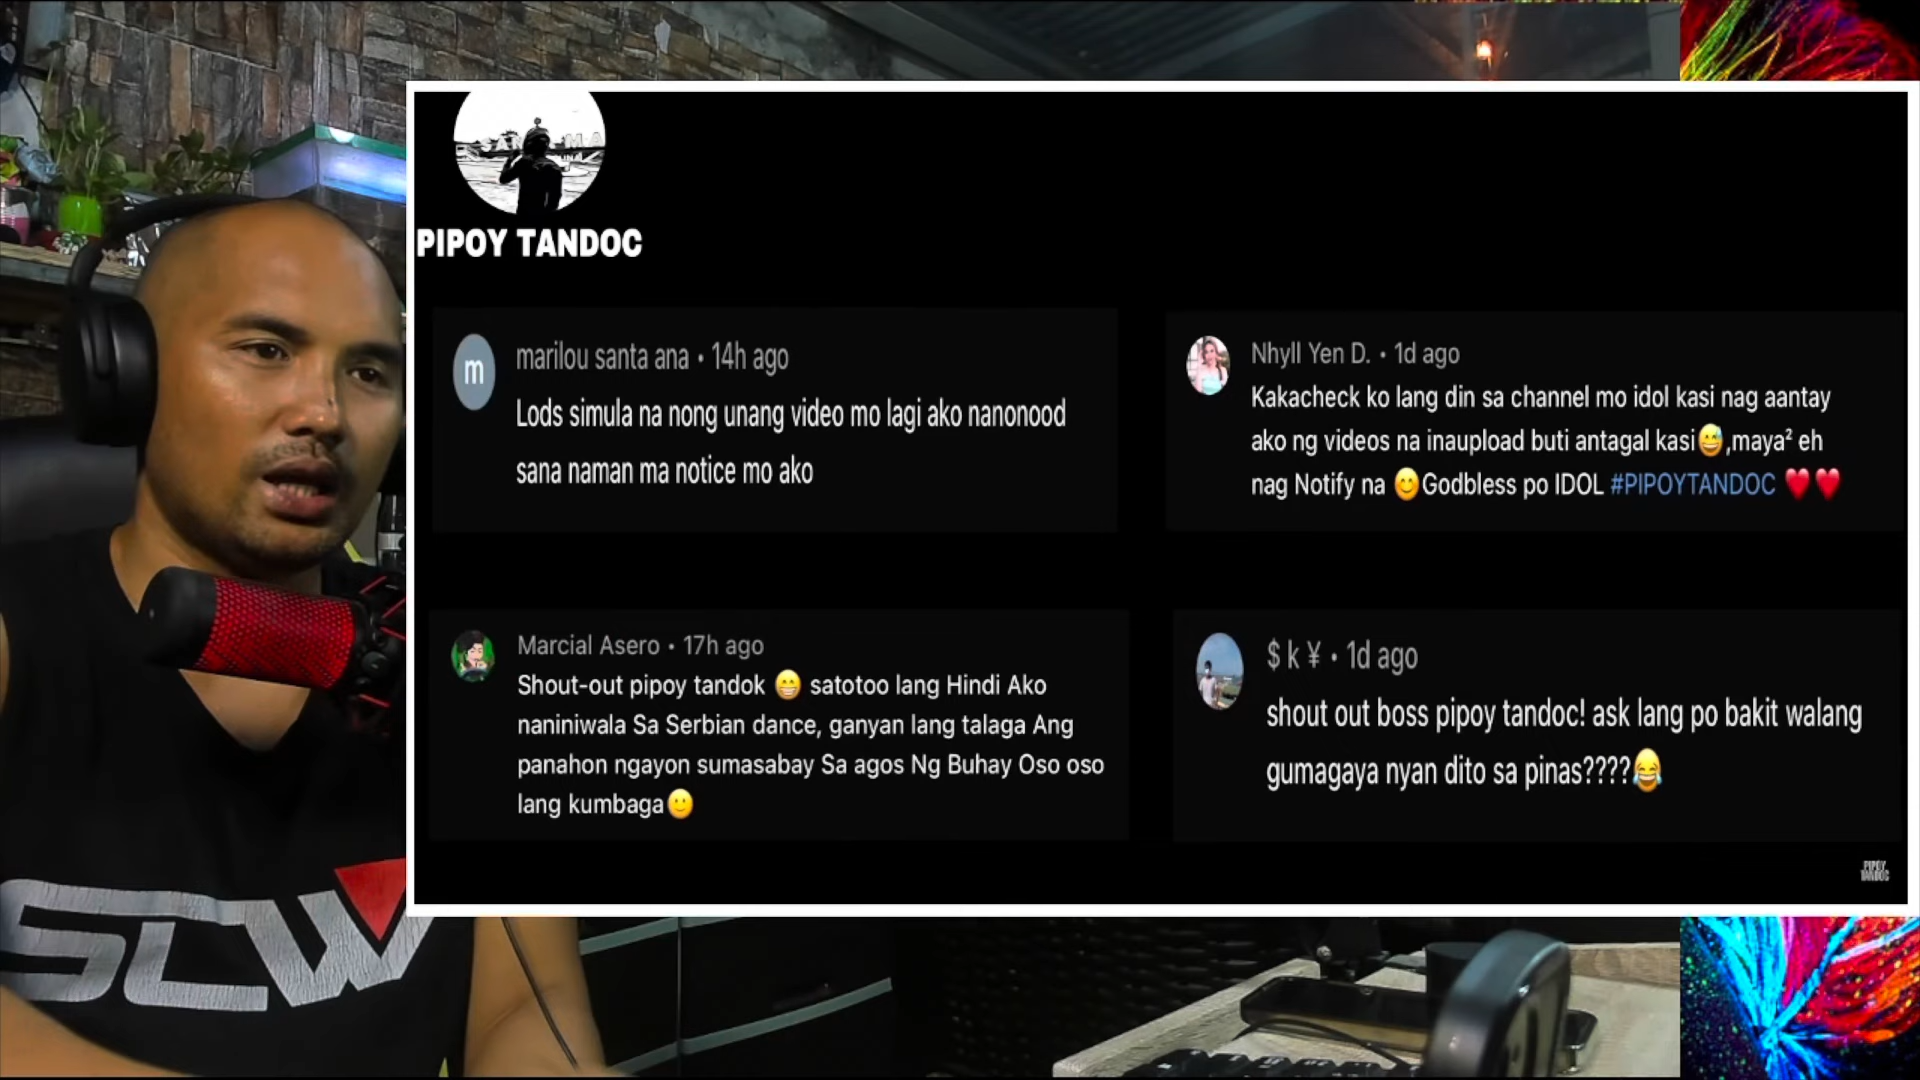 PIPOY TANDOC
marilou santa ana • 14h ago
Lods simula na nong unang video mo lagi ako nanonood
sana naman ma notice mo ako
Nhyll Yen D. • 1d ago
Kakacheck ko lang din sa channel mo idol kasi nag aantay
ako ng videos na inaupload buti antagal kasi😅,maya² eh
nag Notify na 😊Godbless po IDOL #PIPOYTANDOC ♥️♥️
Marcial Asero • 17h ago
Shout-out pipoy tandok 😁 satotoo lang Hindi Ako
naniniwala Sa Serbian dance, ganyan lang talaga Ang
panahon ngayon sumasabay Sa agos Ng Buhay Oso oso
lang kumbaga🙂
$ k ¥ • 1d ago
shout out boss pipoy tandoc! ask lang po bakit walang
gumagaya nyan dito sa pinas????😂
PIPOY
TANDOC
SCW